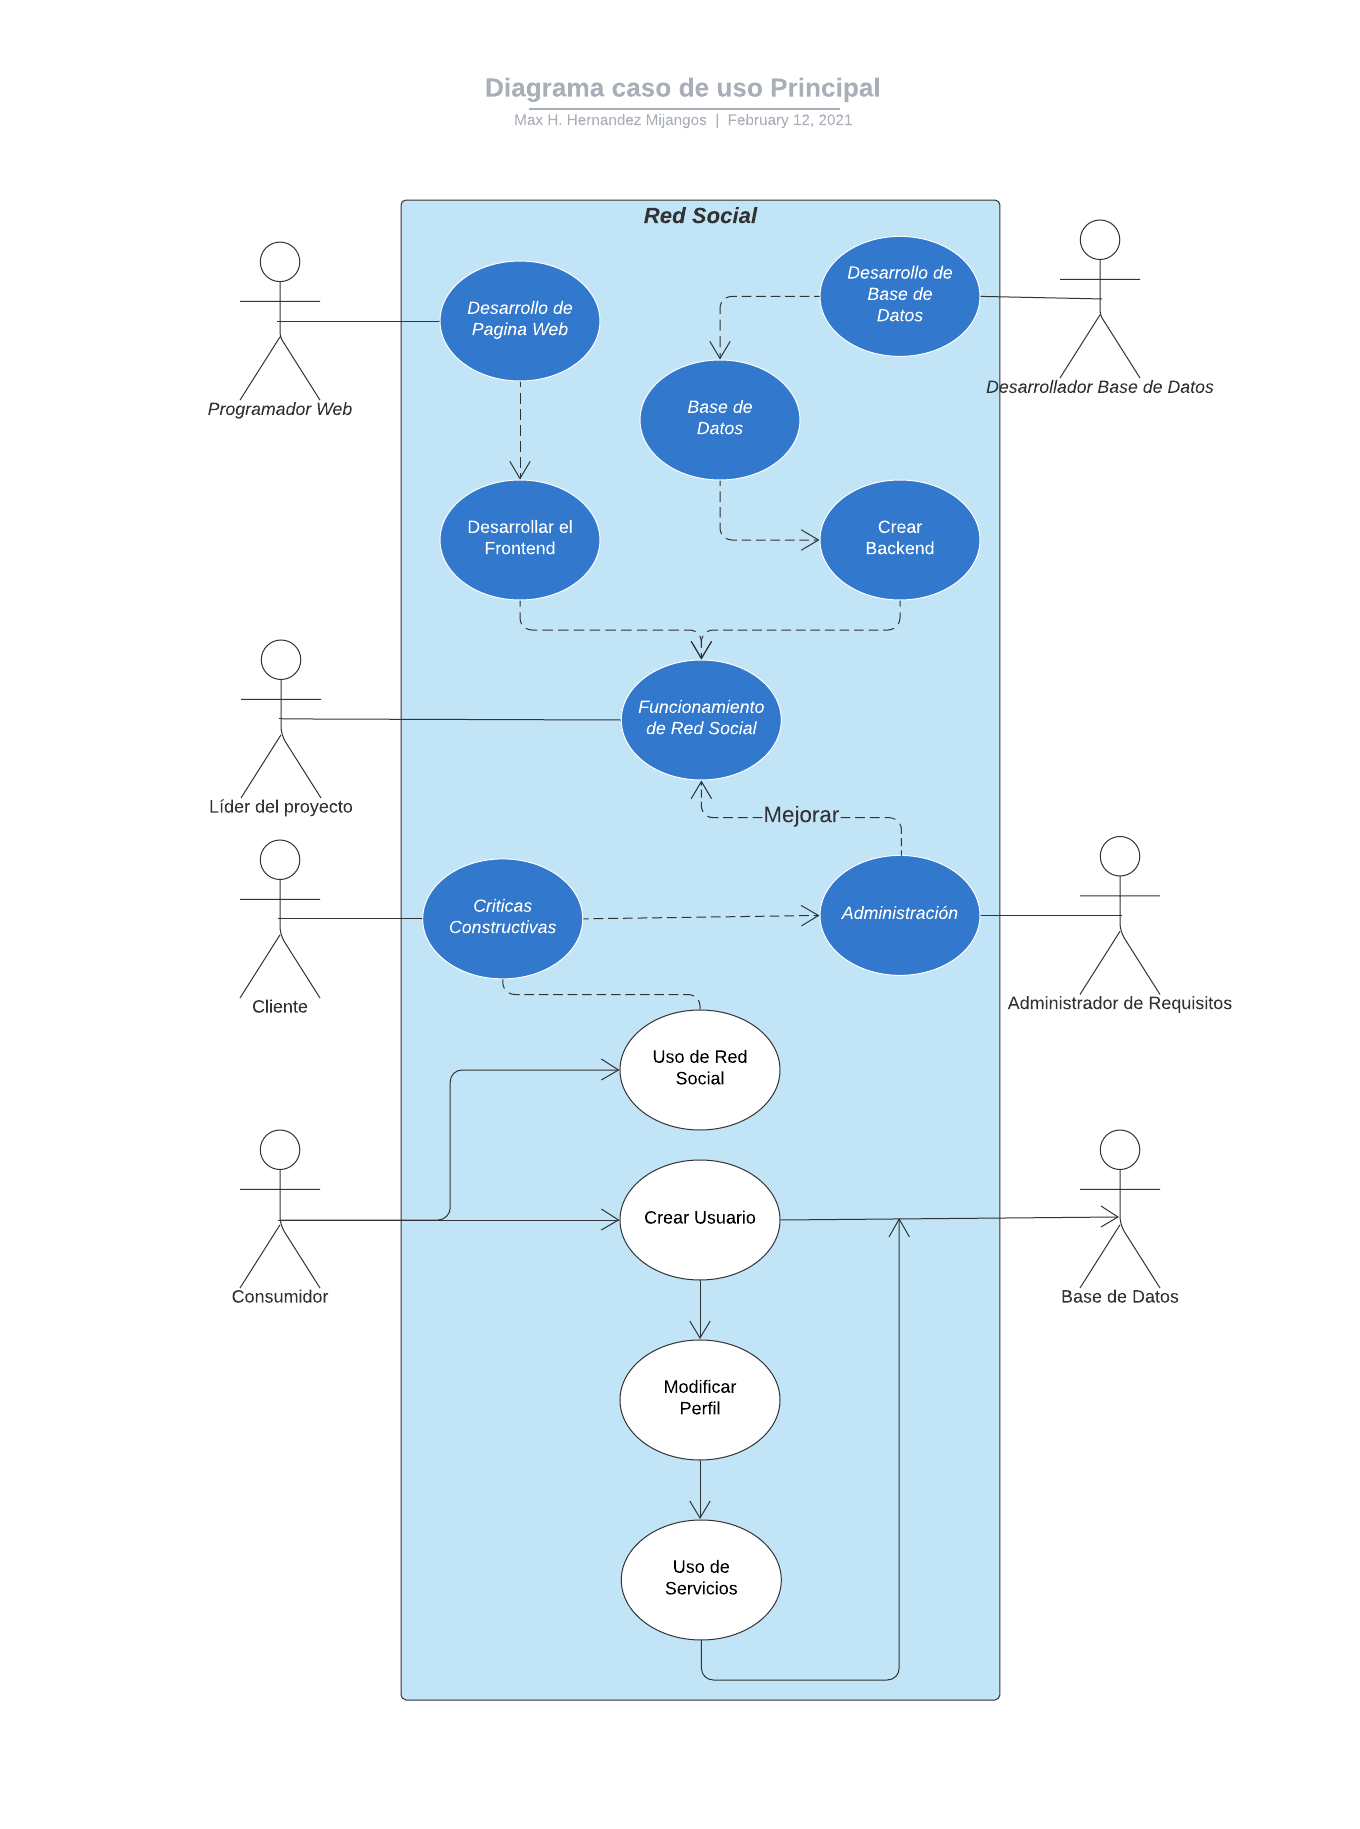 Diagrama caso de uso Principal
Max H. Hernandez Mijangos | February 12, 2021
Red Social
Desarrollo de
Pagina Web
Programador Web
Desarrollo de
Base de
Datos
Desarrollador Base de Datos
Base de
Datos
Desarrollar el
Frontend
Crear
Backend
Funcionamiento
de Red Social
Líder del proyecto
Mejorar
Criticas
Constructivas
Cliente
Administración
Administrador de Requisitos
Uso de Red
Social
Crear Usuario
Consumidor
Base de Datos
Modificar
Perfil
Uso de
Servicios